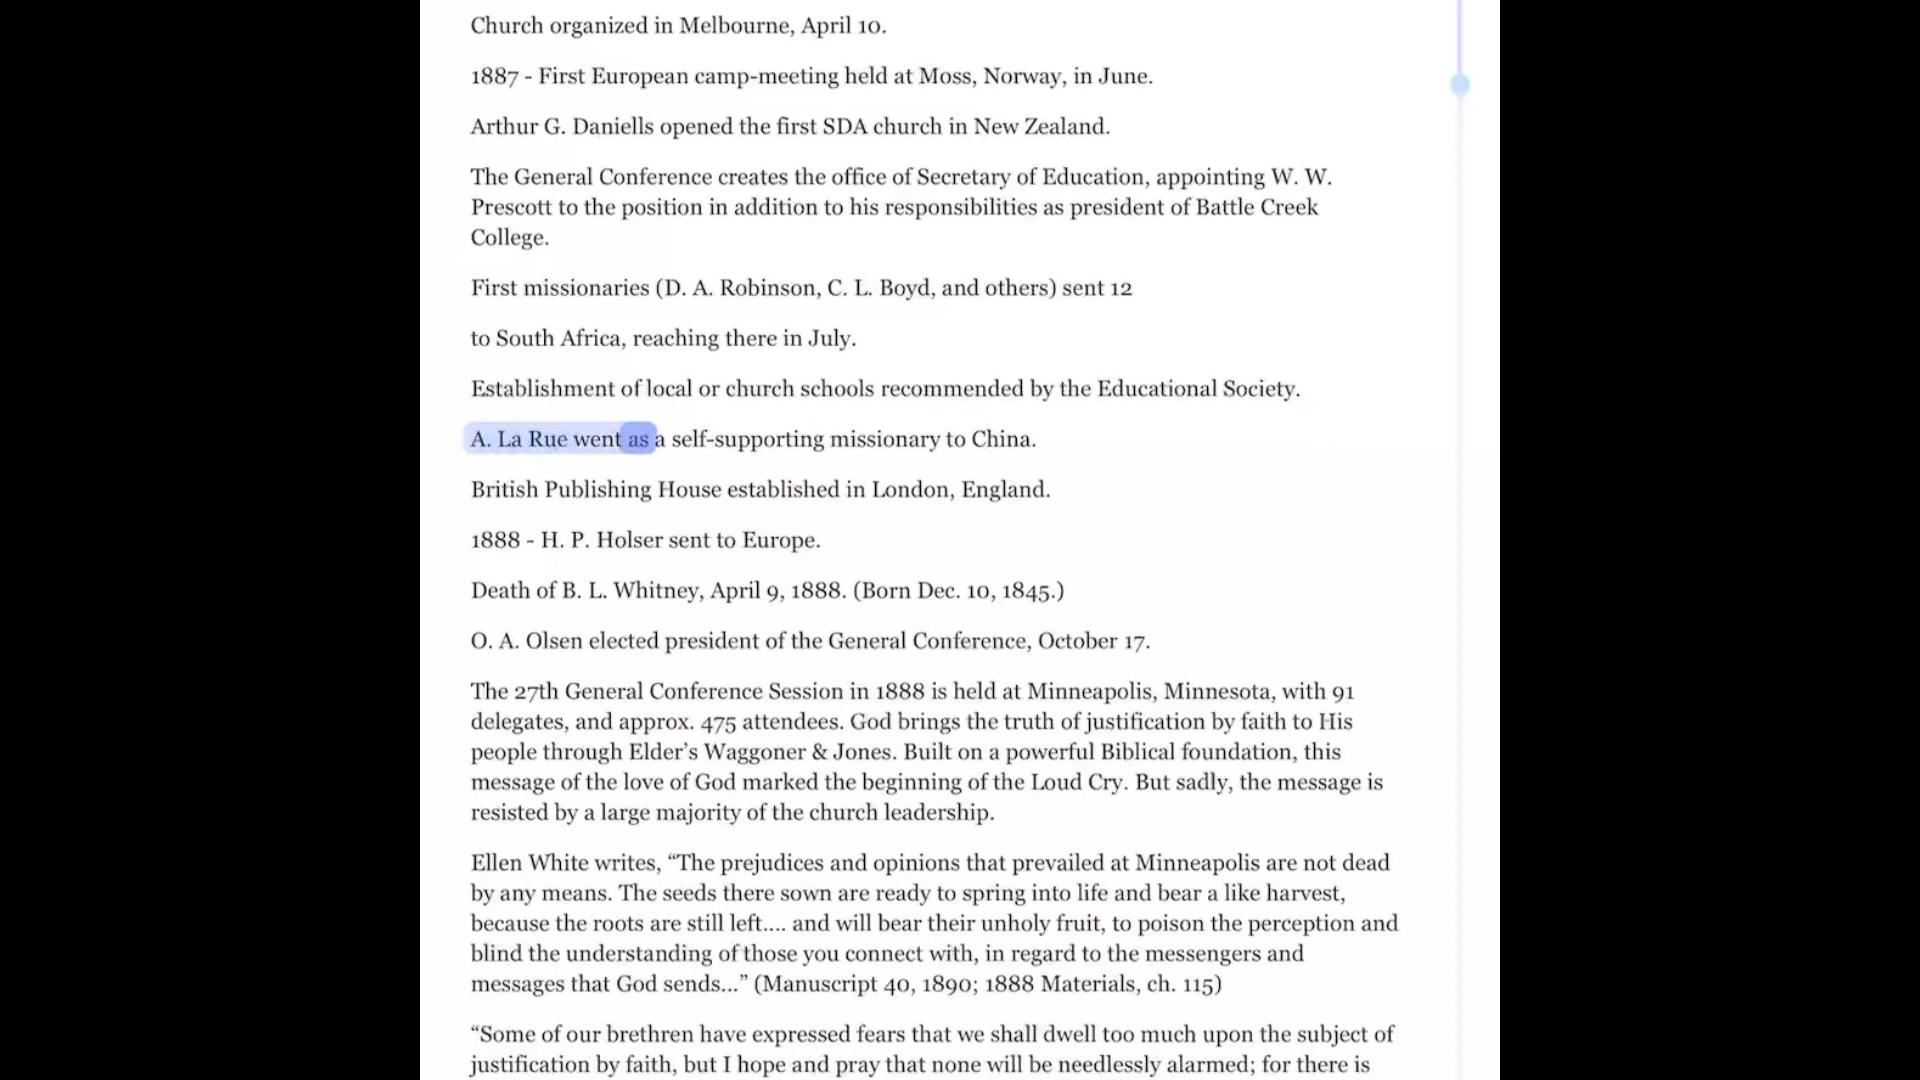 Church organized in Melbourne, April 10.
1887 - First European camp-meeting held at Moss, Norway, in June.
Arthur G. Daniells opened the first SDA church in New Zealand.
The General Conference creates the office of Secretary of Education, appointing W. W.
Prescott to the position in addition to his responsibilities as president of Battle Creek
College.
First missionaries (D. A. Robinson, C. L. Boyd, and others) sent 12
to South Africa, reaching there in July.
Establishment of local or church schools recommended by the Educational Society.
A. La Rue went as a self-supporting missionary to China.
British Publishing House established in London, England.
1888 - H. P. Holser sent to Europe.
Death of B. L. Whitney, April 9, 1888. (Born Dec. 10, 1845.)
O. A. Olsen elected president of the General Conference, October 17.
The 27th General Conference Session in 1888 is held at Minneapolis, Minnesota, with 91
delegates, and approx. 475 attendees. God brings the truth of justification by faith to His
people through Elder’s Waggoner & Jones. Built on a powerful Biblical foundation, this
message of the love of God marked the beginning of the Loud Cry. But sadly, the message is
resisted by a large majority of the church leadership.
Ellen White writes, “The prejudices and opinions that prevailed at Minneapolis are not dead
by any means. The seeds there sown are ready to spring into life and bear a like harvest,
because the roots are still left.... and will bear their unholy fruit, to poison the perception and
blind the understanding of those you connect with, in regard to the messengers and
messages that God sends...” (Manuscript 40, 1890; 1888 Materials, ch. 115)
“Some of our brethren have expressed fears that we shall dwell too much upon the subject of
justification by faith, but I hope and pray that none will be needlessly alarmed; for there is